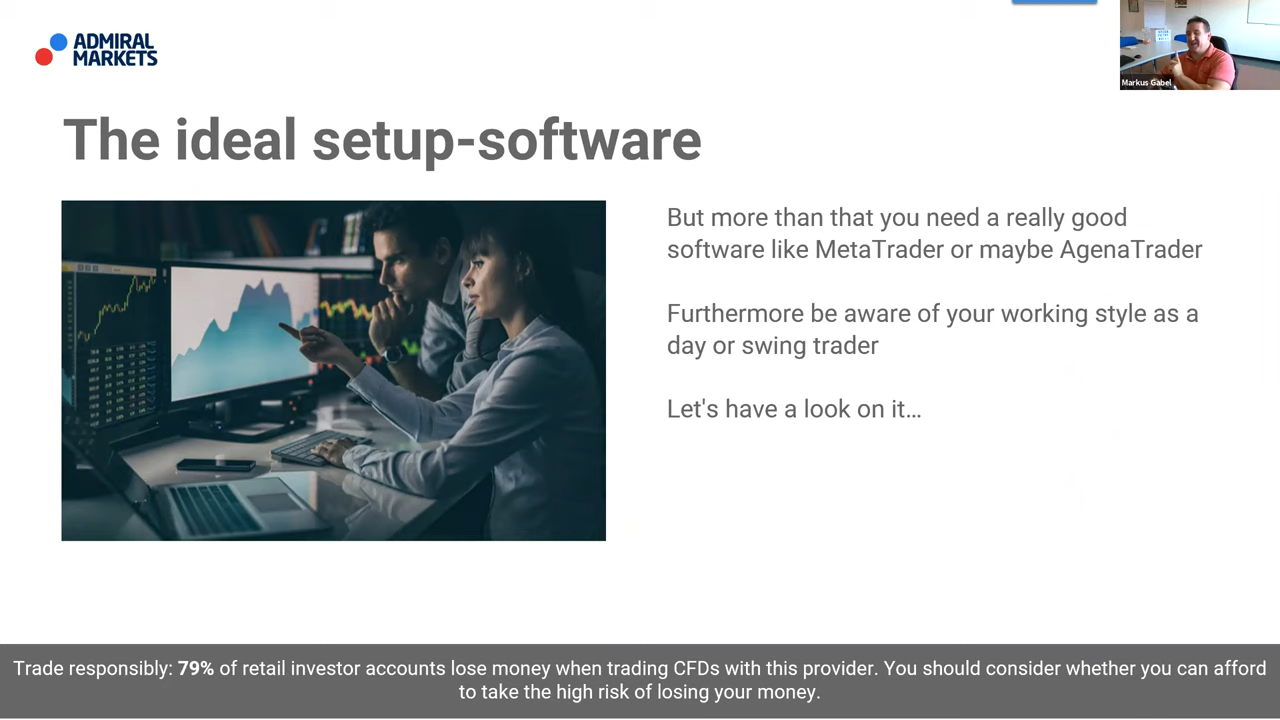 ADMIRAL
MARKETS
Markus Gabel
The ideal setup-software
But more than that you need a really good
software like MetaTrader or maybe AgenaTrader
Furthermore be aware of your working style as a
day or swing trader
Let's have a look on it…
Trade responsibly: 79% of retail investor accounts lose money when trading CFDs with this provider. You should consider whether you can afford
to take the high risk of losing your money.